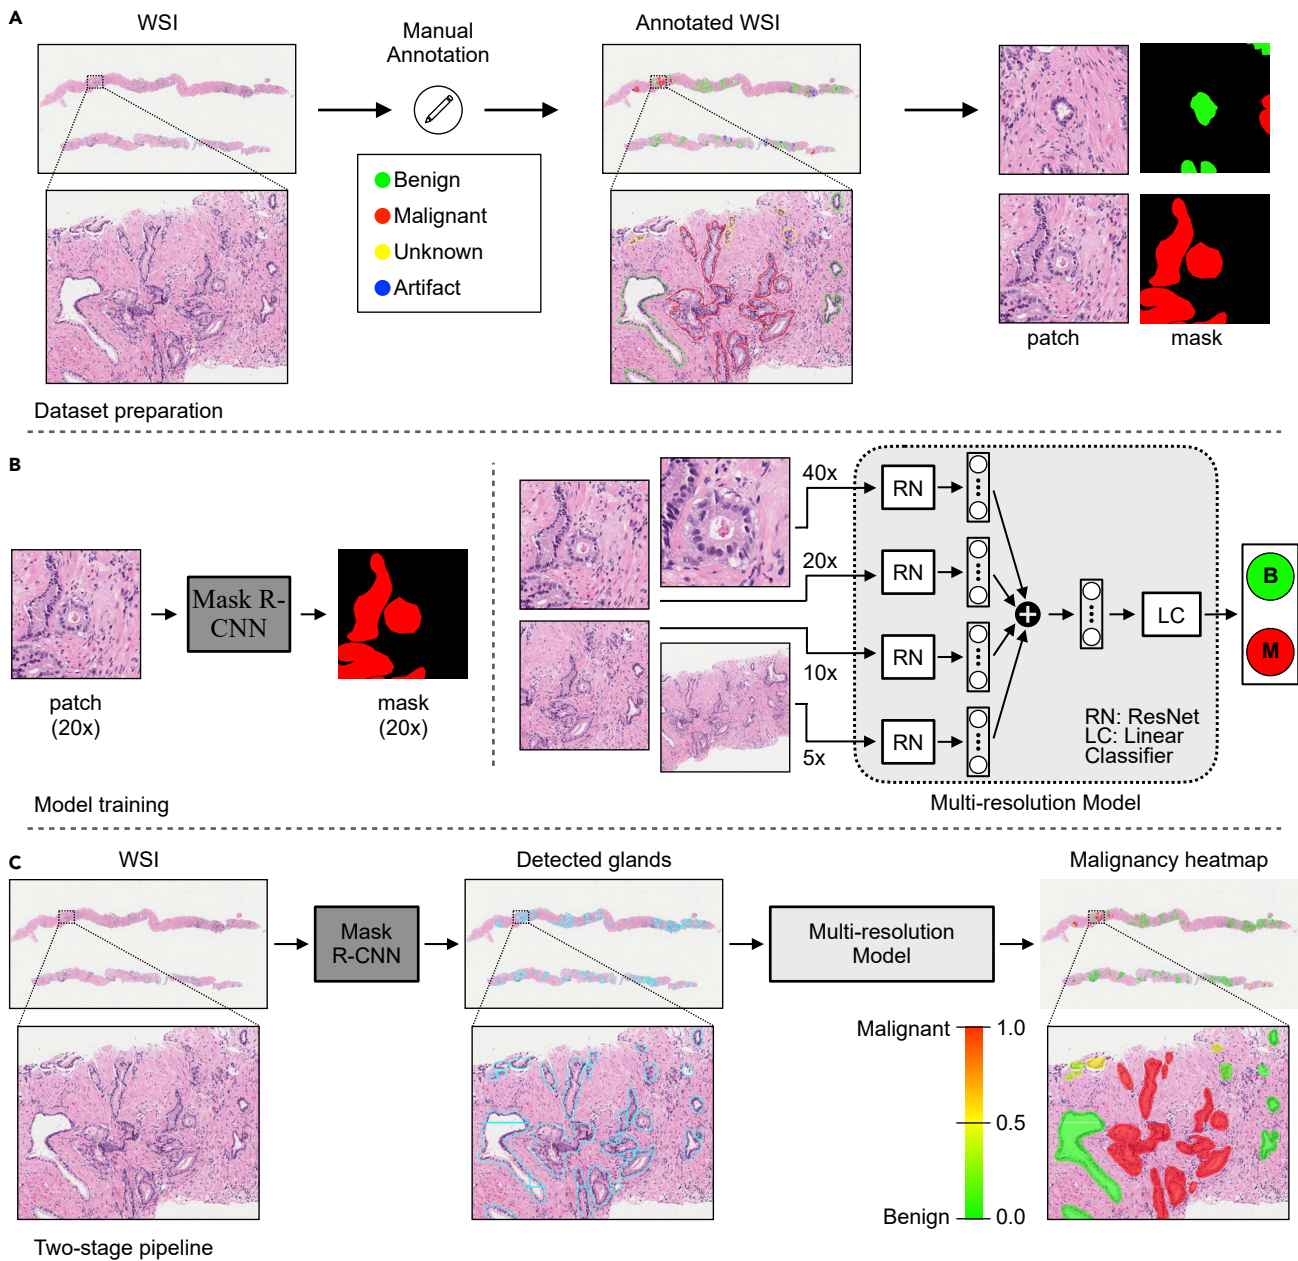 A
WSI
Manual
Annotation
Annotated WSI
Benign
Malignant
Unknown
Artifact
patch
mask
Dataset preparation
B
patch
(20x)
Mask R-
CNN
mask
(20x)
40x
20x
10x
5x
RN
RN
RN
RN
LC
B
M
RN: ResNet
LC: Linear
Classifier
Model training
Multi-resolution Model
C
WSI
Mask
R-CNN
Detected glands
Multi-resolution
Model
Malignancy heatmap
Malignant
1.0
0.5
Benign
0.0
Two-stage pipeline